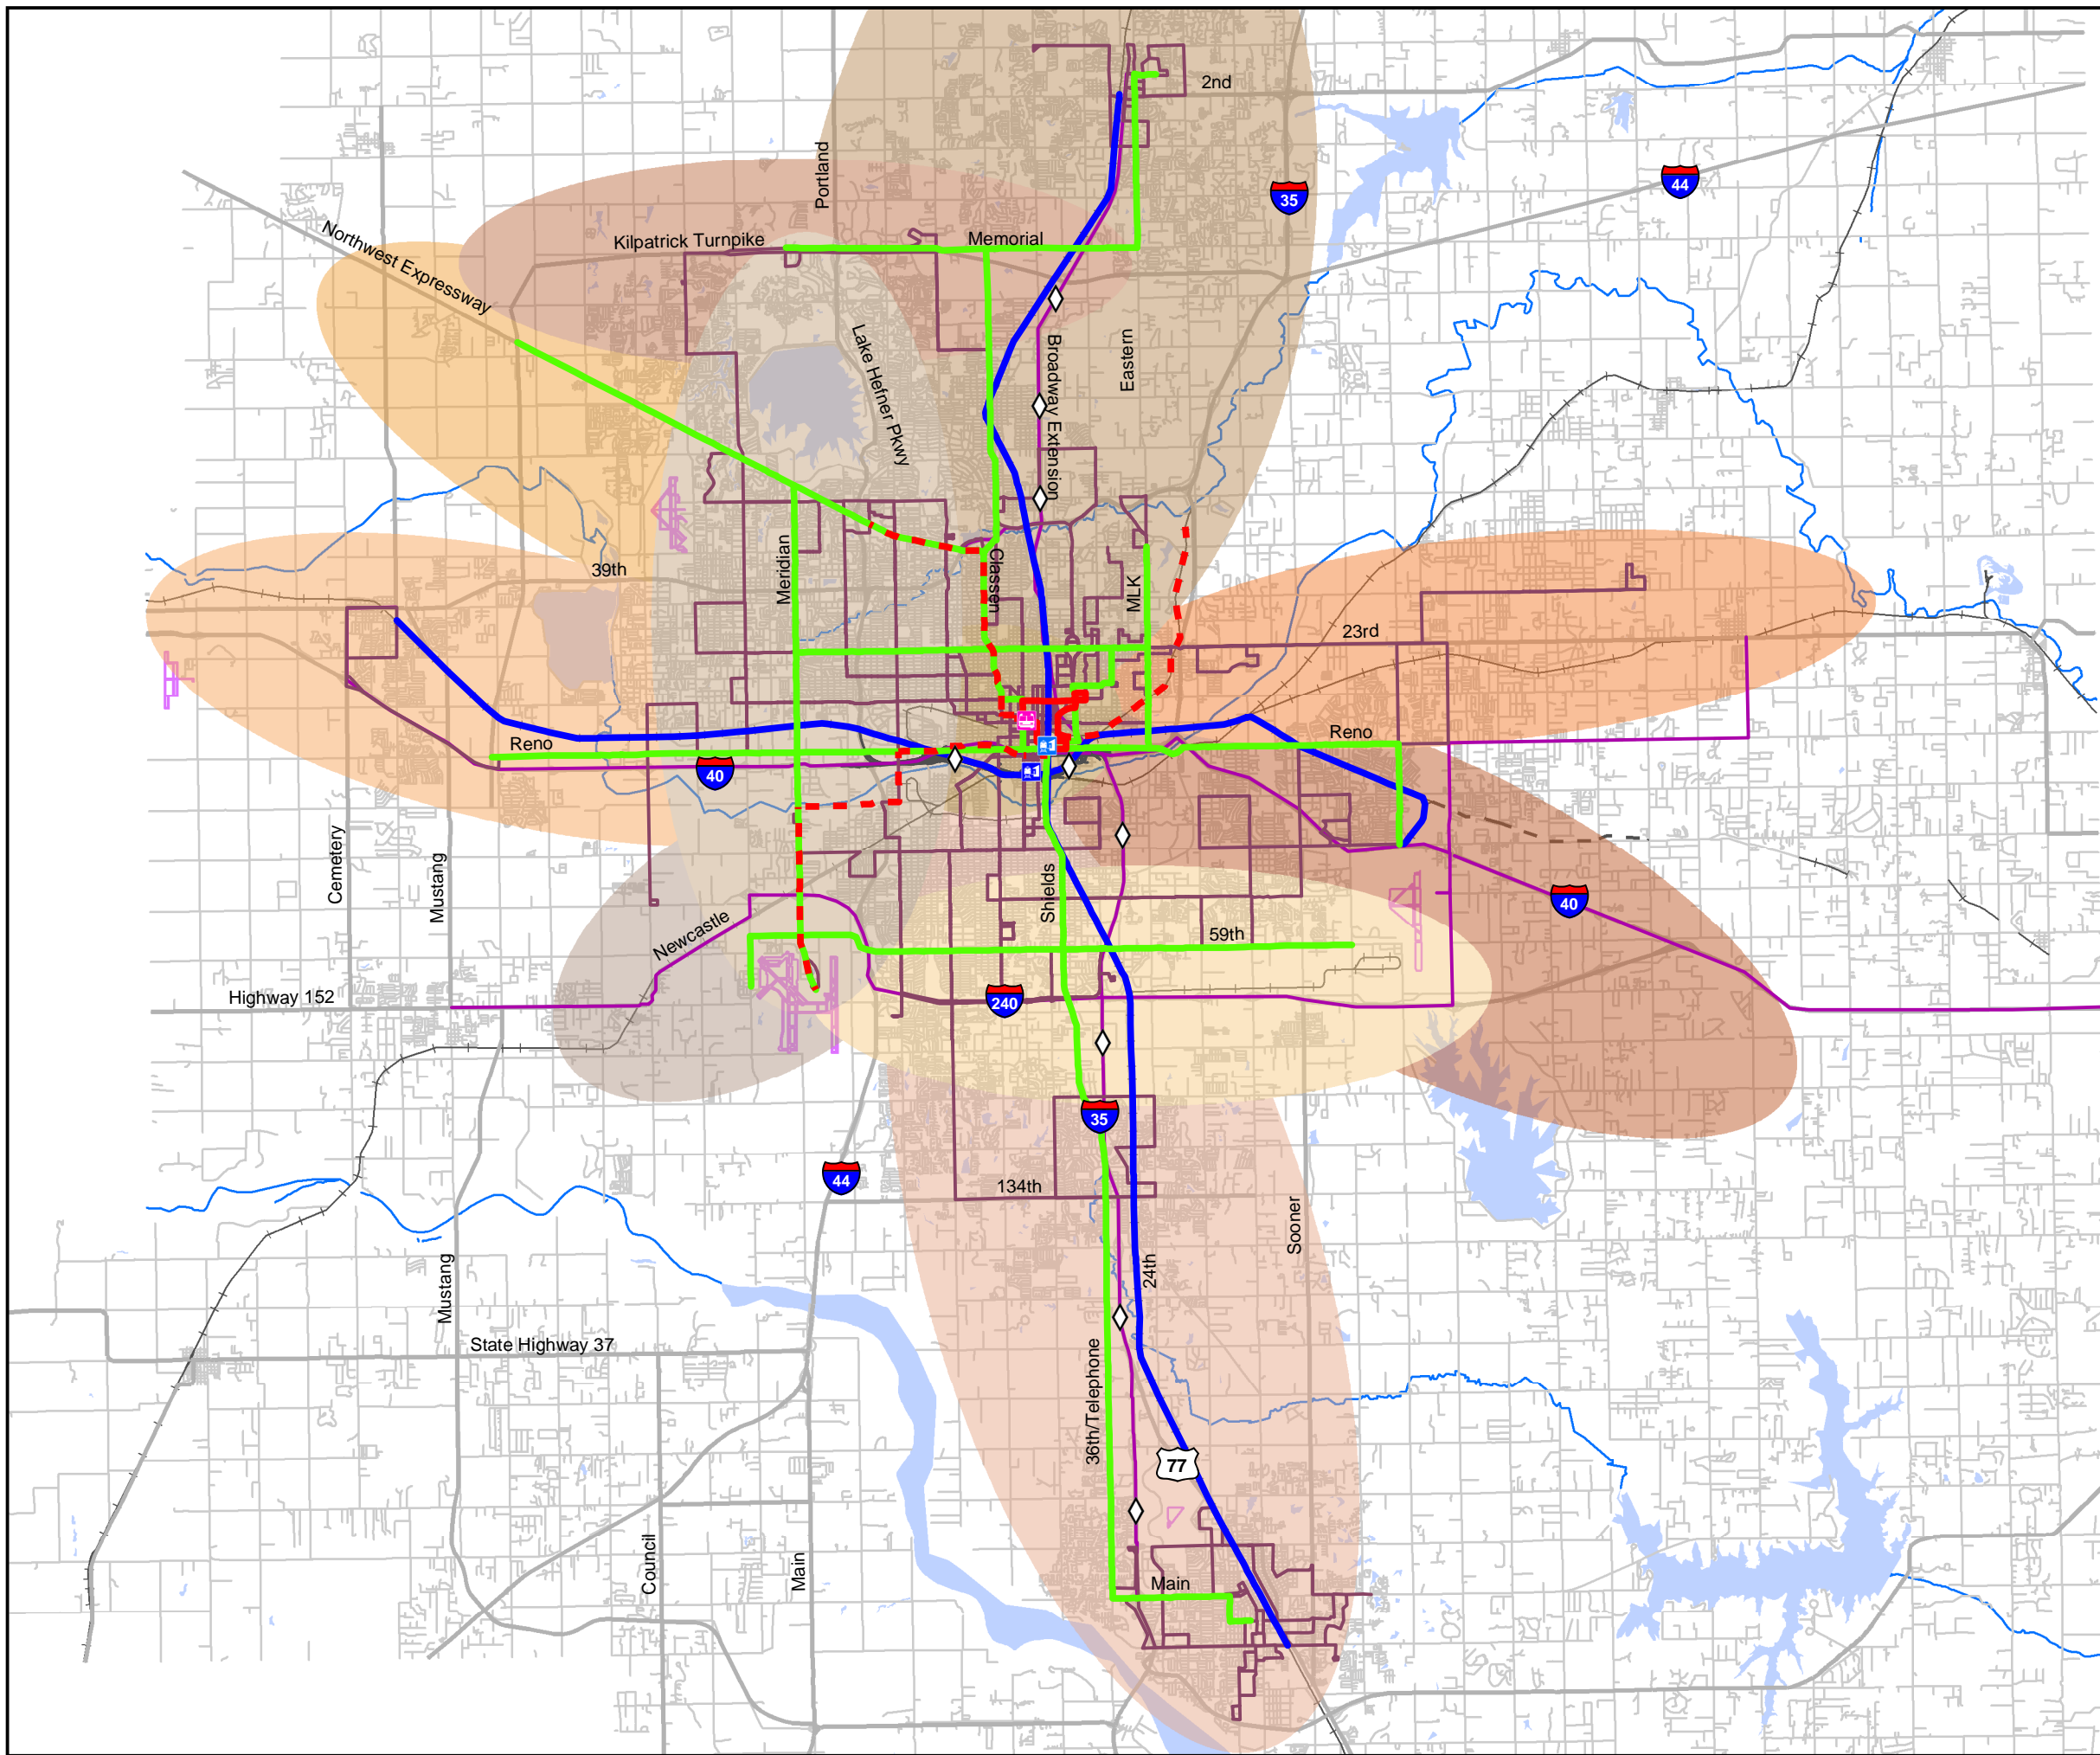 2nd
Portland
35
44
Northwest Expressway
Kilpatrick Turnpike
Memorial
Lake Hefner Pkwy
Broadway Extension
Eastern
Meridian
39th
Classen
MLK
23rd
Reno
Reno
40
Cemetery
Mustang
Newcastle
Shields
59th
40
Highway 152
240
35
44
134th
Sooner
24th
Mustang
State Highway 37
36th/Telephone
77
Council
Main
Main